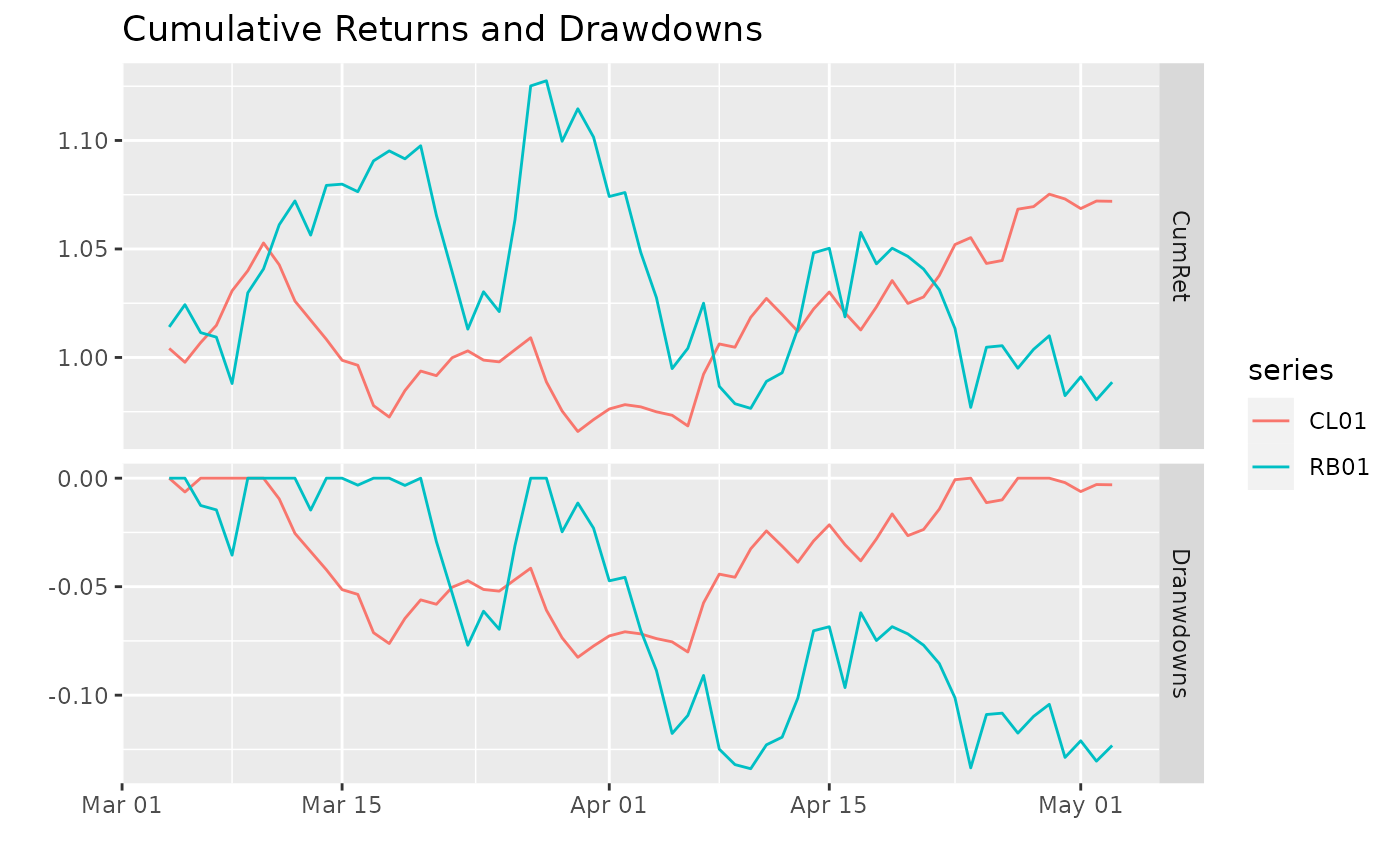 Cumulative Returns and Drawdowns
1.10
1.05
1.00
CumRet
0.00
-0.05
-0.10
Dranwdowns
Mar 01
Mar 15
Apr 01
Apr 15
May 01
series
CL01
RB01